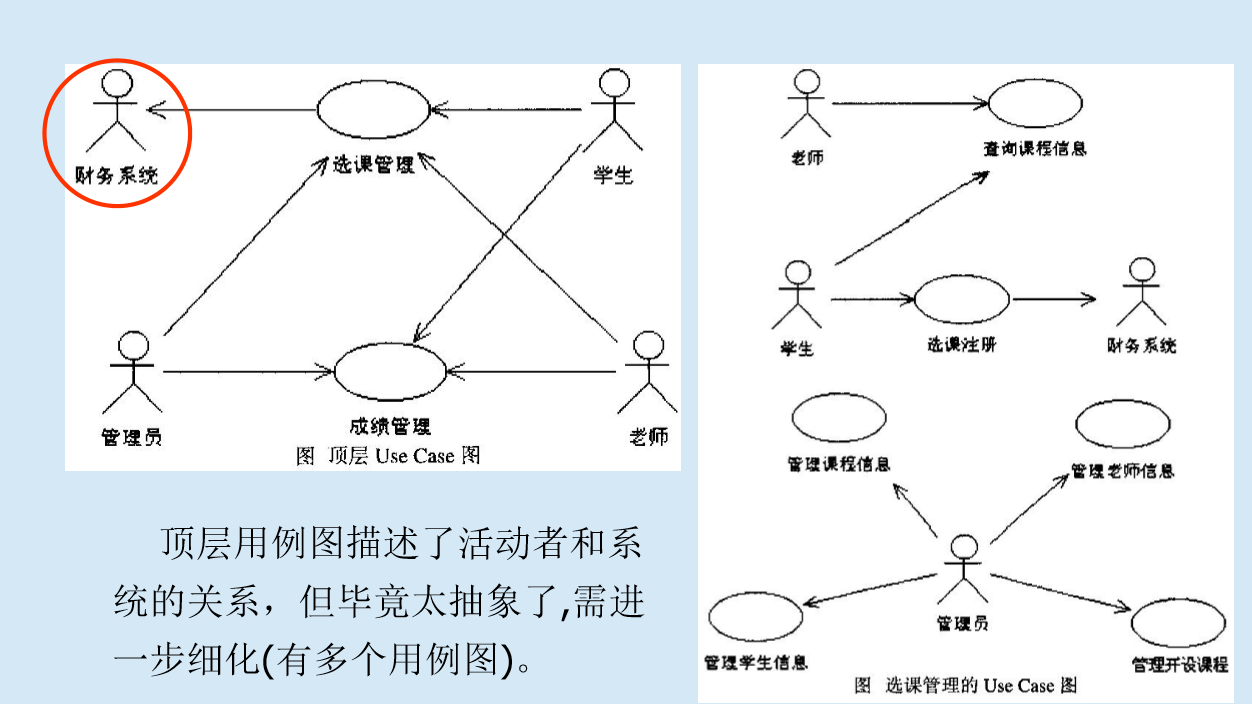 财务系统
选课管理
学生
管理员
成绩管理
老师
图 顶层 Use Case 图
顶层用例图描述了活动者和系
统的关系，但毕竟太抽象了,需进
一步细化(有多个用例图)。
老师
查询课程信息
学生
选课注册
财务系统
管理课程信息
管理老师信息
管理员
管理学生信息
管理开设课程
图 选课管理的 Use Case 图